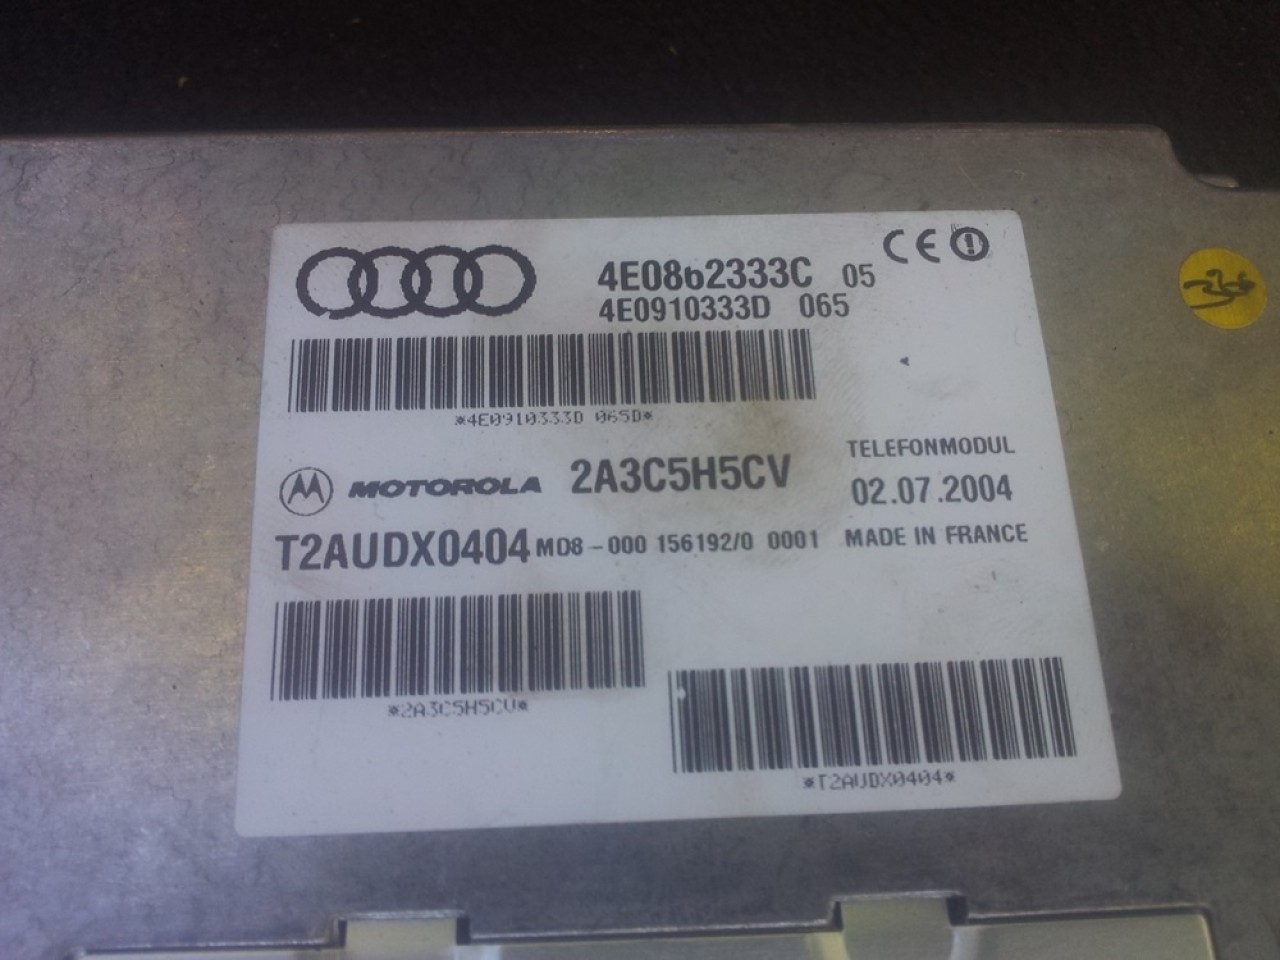 4E0862333C 05 CE
4E0910333D 065
*4E0910333D 065D*
MOTOROLA 2A3C5H5CV TELEFONMODUL
02.07.2004
T2AUDX0404 MD8-000 156192/0 0001 MADE IN FRANCE
*2A3C5H5CV*
*T2AUDX0404*